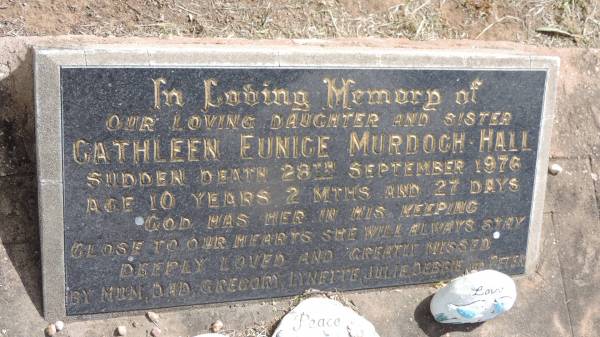 In Loving Memory of
OUR LOVING DAUGHTER AND SISTER
CATHLEEN EUNICE MURDOCH-HALL
SUDDEN DEATH 28TH SEPTEMBER 1976
AGE 10 YEARS 2 MTHS AND 27 DAYS
GOD HAS HER IN HIS KEEPING
CLOSE TO OUR HEARTS SHE WILL ALWAYS STAY
DEEPLY LOVED AND GREATLY MISSED
BY MUM, DAD, GREGORY, LYNETTE, JULIE, DEBBIE PETER
Peace
Love